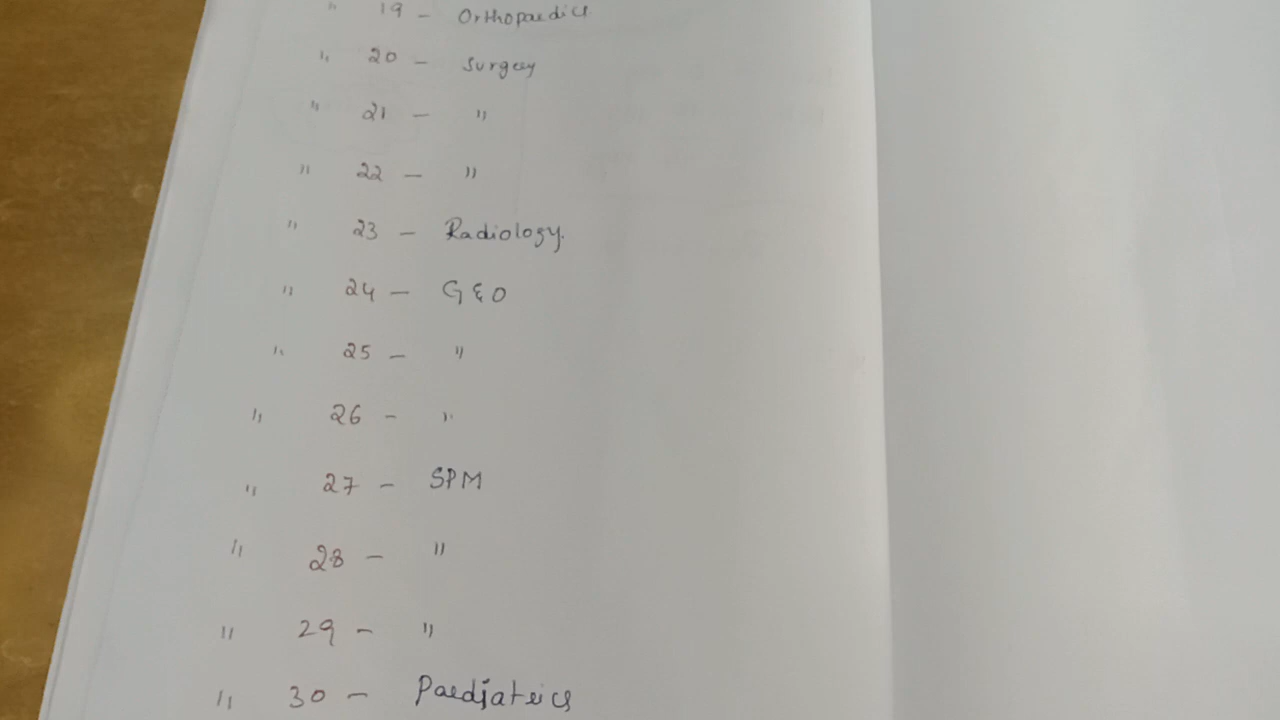 " 19 - Orthopaedics
" 20 - Surgery
" 21 - "
" 22 - "
" 23 - Radiology.
" 24 - G & O
" 25 - "
" 26 - "
" 27 - SPM
" 28 - "
" 29 - "
" 30 - Paediatrics